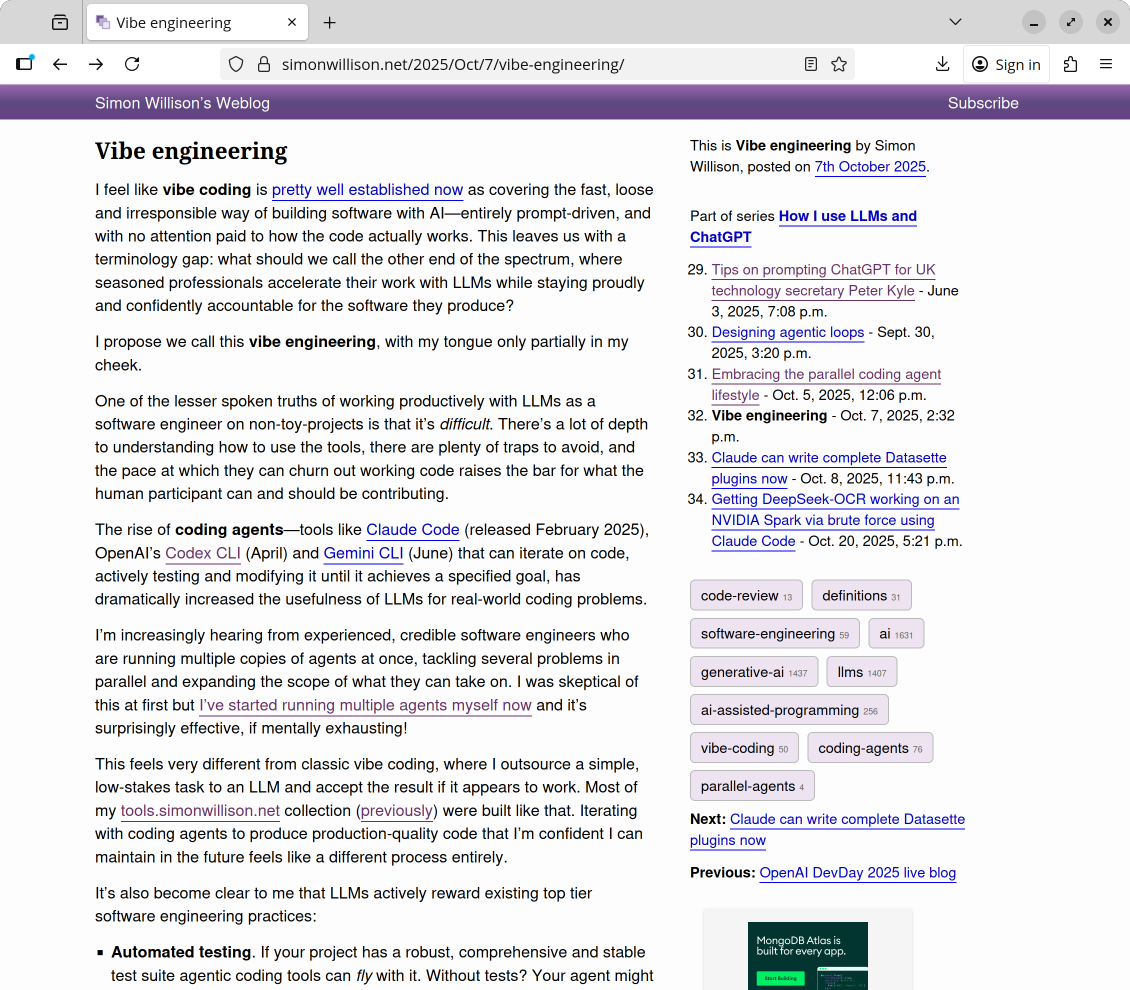 Vibe engineering
simonwillison.net/2025/Oct/7/vibe-engineering/
Sign in
Simon Willison’s Weblog
Subscribe
Vibe engineering
I feel like vibe coding is pretty well established now as covering the fast, loose
and irresponsible way of building software with AI—entirely prompt-driven, and
with no attention paid to how the code actually works. This leaves us with a
terminology gap: what should we call the other end of the spectrum, where
seasoned professionals accelerate their work with LLMs while staying proudly
and confidently accountable for the software they produce?
I propose we call this vibe engineering, with my tongue only partially in my
cheek.
One of the lesser spoken truths of working productively with LLMs as a
software engineer on non-toy-projects is that it’s difficult. There’s a lot of depth
to understanding how to use the tools, there are plenty of traps to avoid, and
the pace at which they can churn out working code raises the bar for what the
human participant can and should be contributing.
The rise of coding agents—tools like Claude Code (released February 2025),
OpenAI’s Codex CLI (April) and Gemini CLI (June) that can iterate on code,
actively testing and modifying it until it achieves a specified goal, has
dramatically increased the usefulness of LLMs for real-world coding problems.
I’m increasingly hearing from experienced, credible software engineers who
are running multiple copies of agents at once, tackling several problems in
parallel and expanding the scope of what they can take on. I was skeptical of
this at first but I’ve started running multiple agents myself now and it’s
surprisingly effective, if mentally exhausting!
This feels very different from classic vibe coding, where I outsource a simple,
low-stakes task to an LLM and accept the result if it appears to work. Most of
my tools.simonwillison.net collection (previously) were built like that. Iterating
with coding agents to produce production-quality code that I’m confident I can
maintain in the future feels like a different process entirely.
It’s also become clear to me that LLMs actively reward existing top tier
software engineering practices:
▪ Automated testing. If your project has a robust, comprehensive and stable
test suite agentic coding tools can fly with it. Without tests? Your agent might
This is Vibe engineering by Simon
Willison, posted on 7th October 2025.
Part of series How I use LLMs and
ChatGPT
29. Tips on prompting ChatGPT for UK
technology secretary Peter Kyle - June
3, 2025, 7:08 p.m.
30. Designing agentic loops - Sept. 30,
2025, 3:20 p.m.
31. Embracing the parallel coding agent
lifestyle - Oct. 5, 2025, 12:06 p.m.
32. Vibe engineering - Oct. 7, 2025, 2:32
p.m.
33. Claude can write complete Datasette
plugins now - Oct. 8, 2025, 11:43 p.m.
34. Getting DeepSeek-OCR working on an
NVIDIA Spark via brute force using
Claude Code - Oct. 20, 2025, 5:21 p.m.
code-review 13 definitions 31
software-engineering 59 ai 1631
generative-ai 1437 llms 1407
ai-assisted-programming 256
vibe-coding 50 coding-agents 76
parallel-agents 4
Next: Claude can write complete Datasette
plugins now
Previous: OpenAI DevDay 2025 live blog
MongoDB Atlas is
built for every app.
Start Building